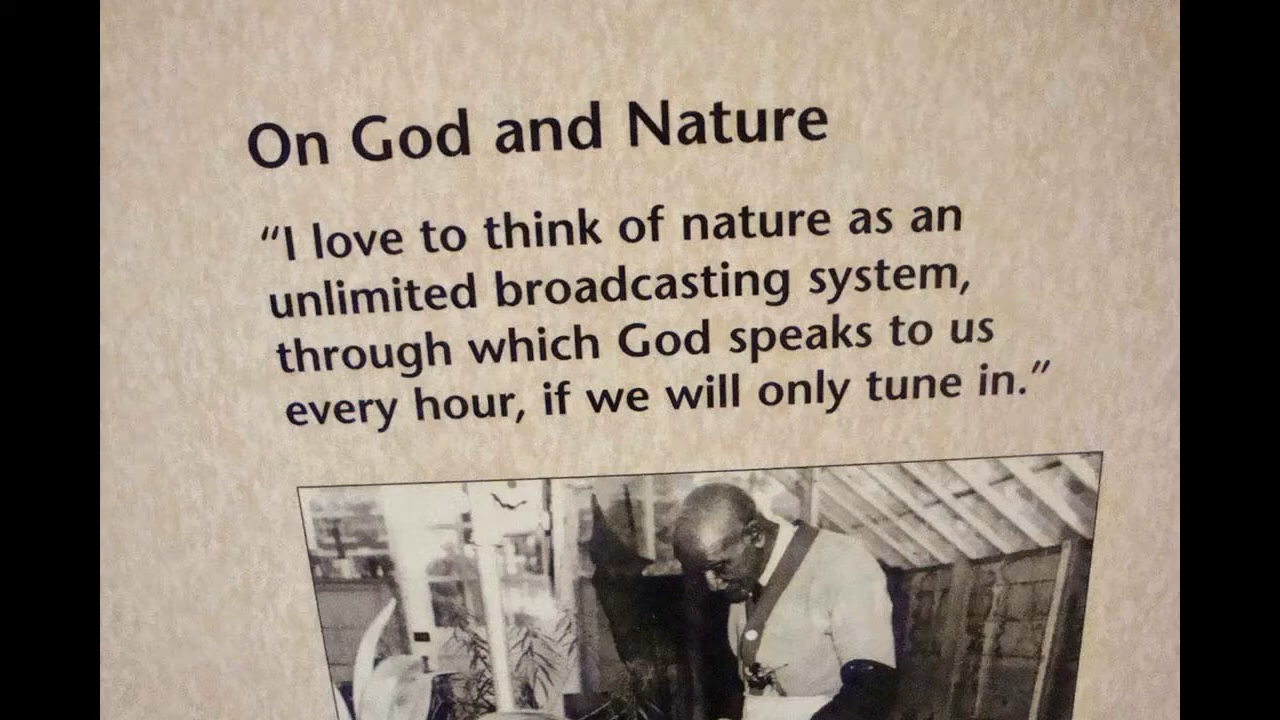 On God and Nature
“I love to think of nature as an
unlimited broadcasting system,
through which God speaks to us
every hour, if we will only tune in.”